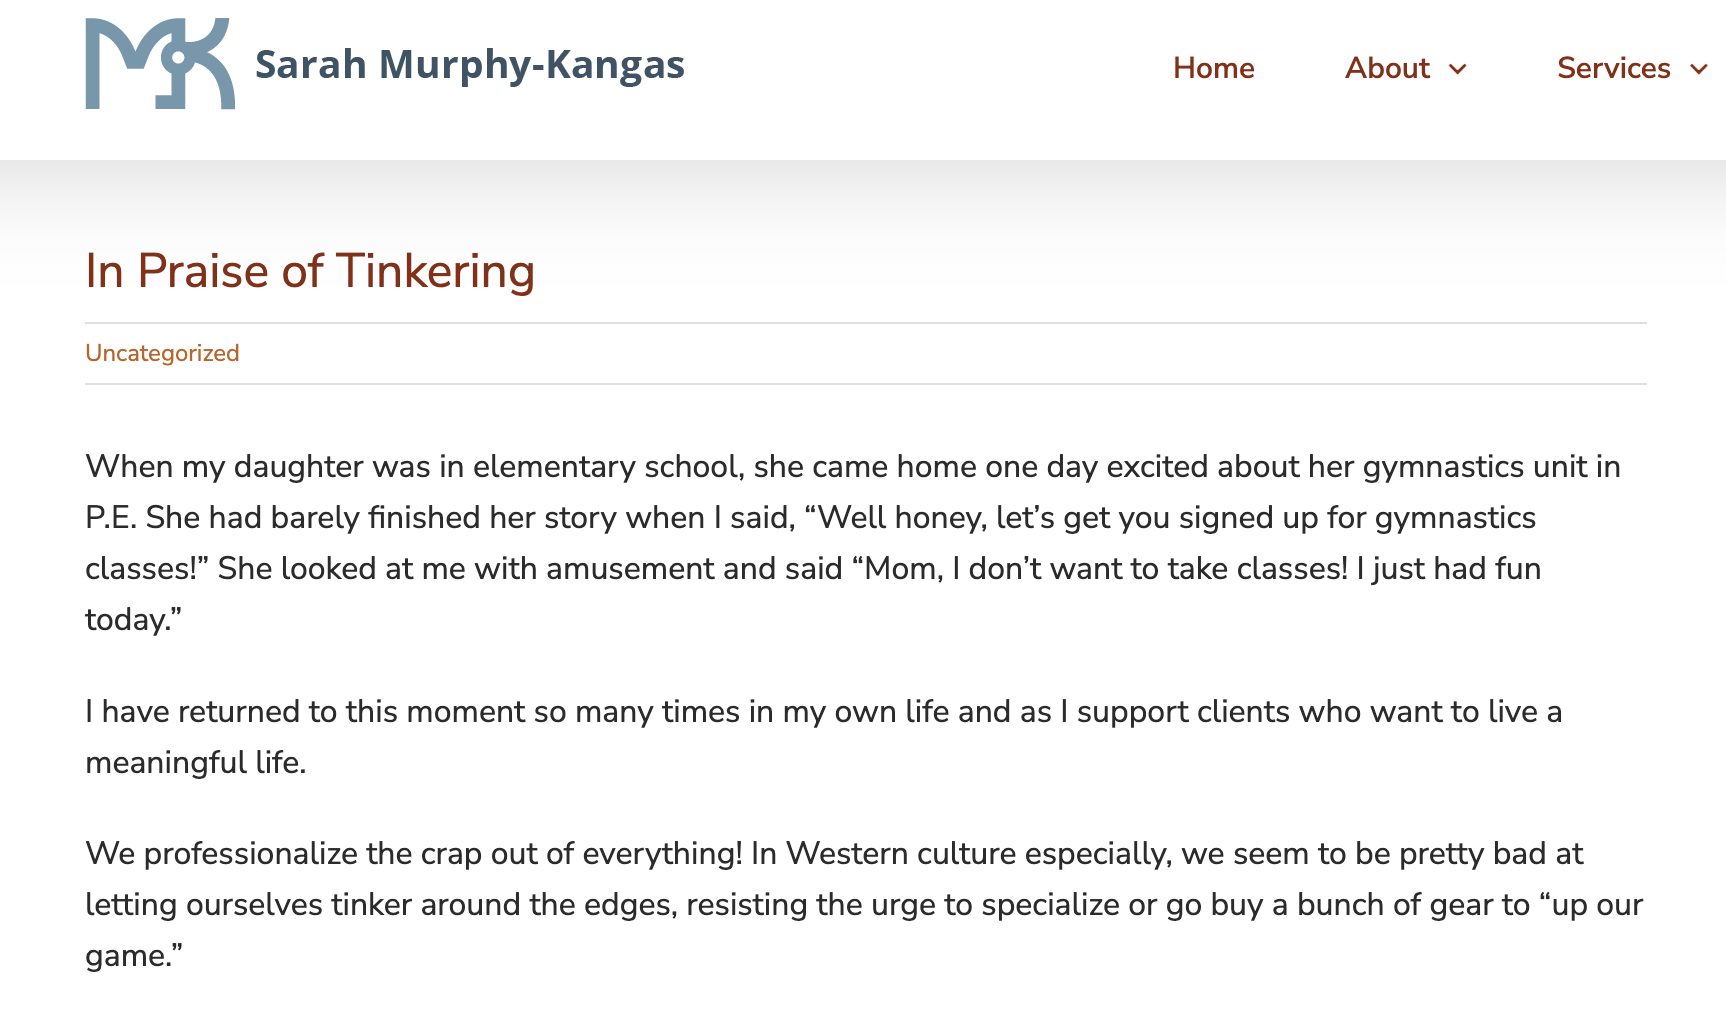 MK
Sarah Murphy-Kangas
Home
About
Services
In Praise of Tinkering
Uncategorized
When my daughter was in elementary school, she came home one day excited about her gymnastics unit in
P.E. She had barely finished her story when I said, “Well honey, let’s get you signed up for gymnastics
classes!” She looked at me with amusement and said “Mom, I don’t want to take classes! I just had fun
today.”
I have returned to this moment so many times in my own life and as I support clients who want to live a
meaningful life.
We professionalize the crap out of everything! In Western culture especially, we seem to be pretty bad at
letting ourselves tinker around the edges, resisting the urge to specialize or go buy a bunch of gear to “up our
game.”